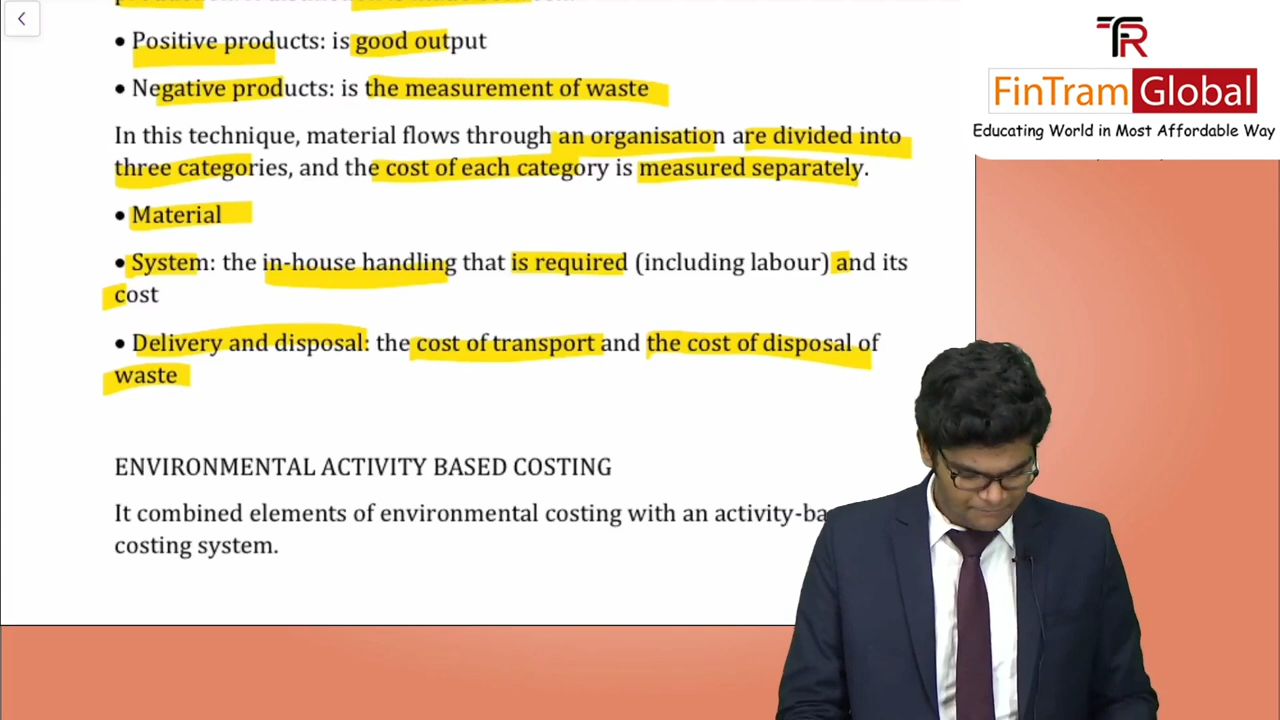 • Positive products: is good output
• Negative products: is the measurement of waste
In this technique, material flows through an organisation are divided into
three categories, and the cost of each category is measured separately.
• Material
• System: the in-house handling that is required (including labour) and its
cost
• Delivery and disposal: the cost of transport and the cost of disposal of
waste
ENVIRONMENTAL ACTIVITY BASED COSTING
It combined elements of environmental costing with an
costing system.
TR
FinTram Global
Educating World in Most Affordable Way